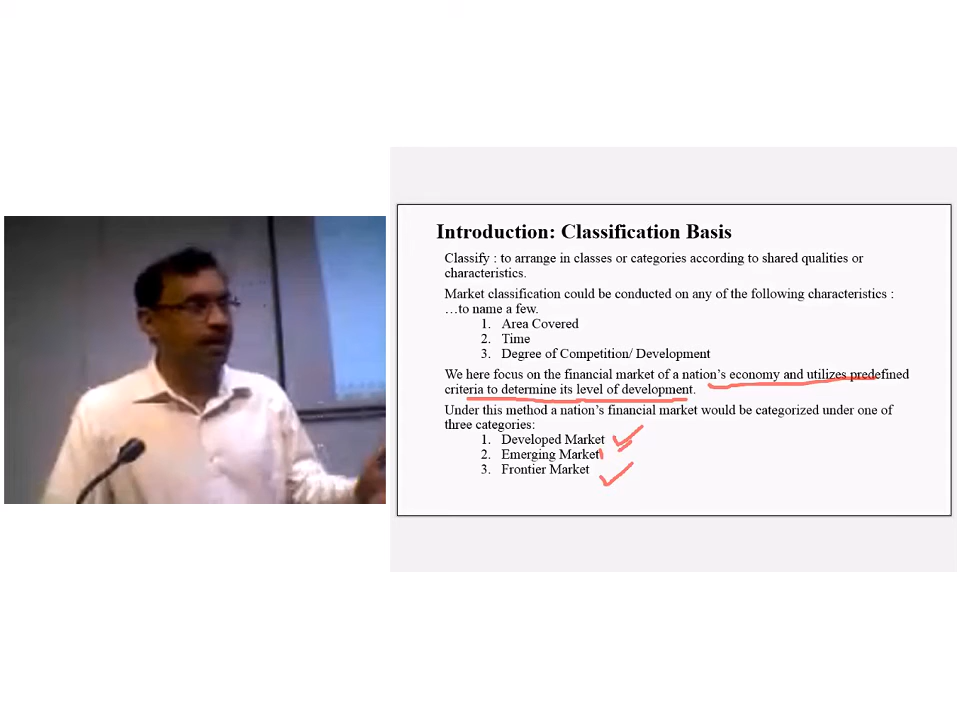 Introduction: Classification Basis
Classify : to arrange in classes or categories according to shared qualities or
characteristics.
Market classification could be conducted on any of the following characteristics :
…to name a few.
1. Area Covered
2. Time
3. Degree of Competition/ Development
We here focus on the financial market of a nation’s economy and utilizes predefined
criteria to determine its level of development.
Under this method a nation’s financial market would be categorized under one of
three categories:
1. Developed Market
2. Emerging Market
3. Frontier Market